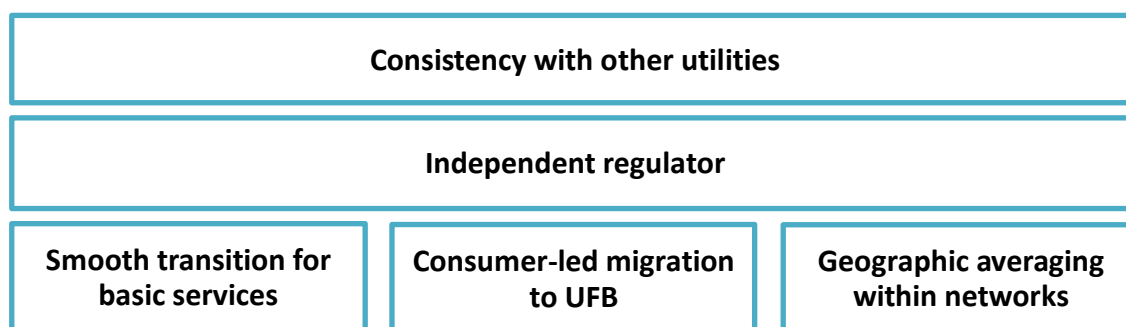 Consistency with other utilities
Independent regulator
Smooth transition for
basic services
Consumer-led migration
to UFB
Geographic averaging
within networks